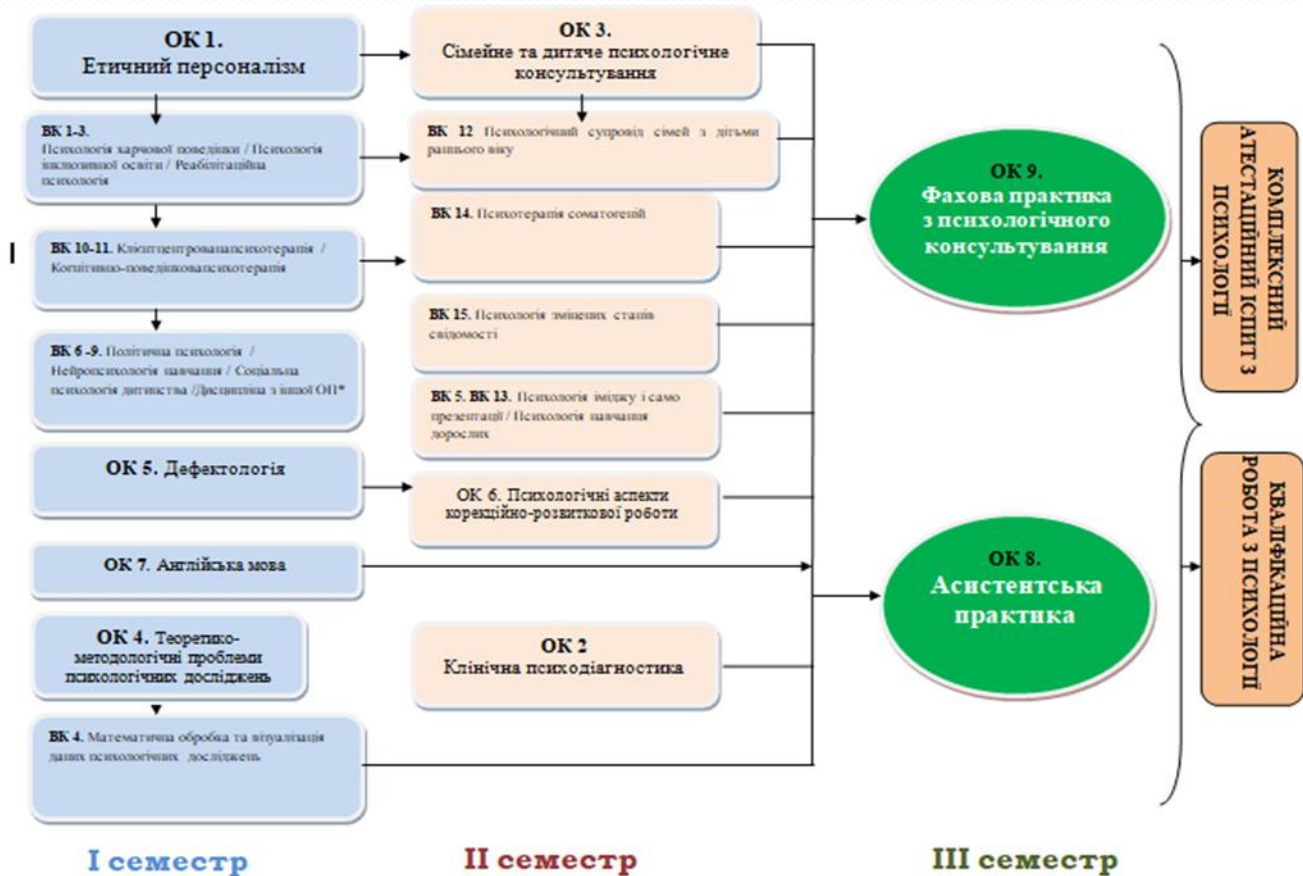 ОК 1.
Етичний персоналізм
ВК 1-3.
Психологія харчової поведінки / Психологія
інклюзивної освіти / Реабілітаційна
психологія
І
ВК 10-11. Клієнтцентрованапсихотерапія /
Когнітивно-поведінковапсихотерапія
ВК 6 -9. Політична психологія /
Нейропсихологія навчання / Соціальна
психологія дитинства /Дисципліна з іншої ОП*
ОК 5. Дефектологія
ОК 7. Англійська мова
ОК 4. Теоретико-
методологічні проблеми
психологічних досліджень
ВК 4. Математична обробка та візуалізація
даних психологічних досліджень
І семестр
ОК 3.
Сімейне та дитяче психологічне
консультування
ВК 12 Психологічний супровід сімей з дітьми
раннього віку
ВК 14. Психотерапія соматогеній
ВК 15. Психологія змінених станів
свідомості
ВК 5. ВК 13. Психологія іміджу і само
презентації / Психологія навчання
дорослих
ОК 6. Психологічні аспекти
корекційно-розвиткової роботи
ОК 2
Клінічна психодіагностика
ІІ семестр
ОК 9.
Фахова практика
з психологічного
консультування
ОК 8.
Асистентська
практика
ІІІ семестр
КОМПЛЕКСНИЙ
АТЕСТАЦІЙНИЙ ІСПИТ З
ПСИХОЛОГІЇ
КВАЛІФІКАЦІЙНА
РОБОТА З ПСИХОЛОГІЇ